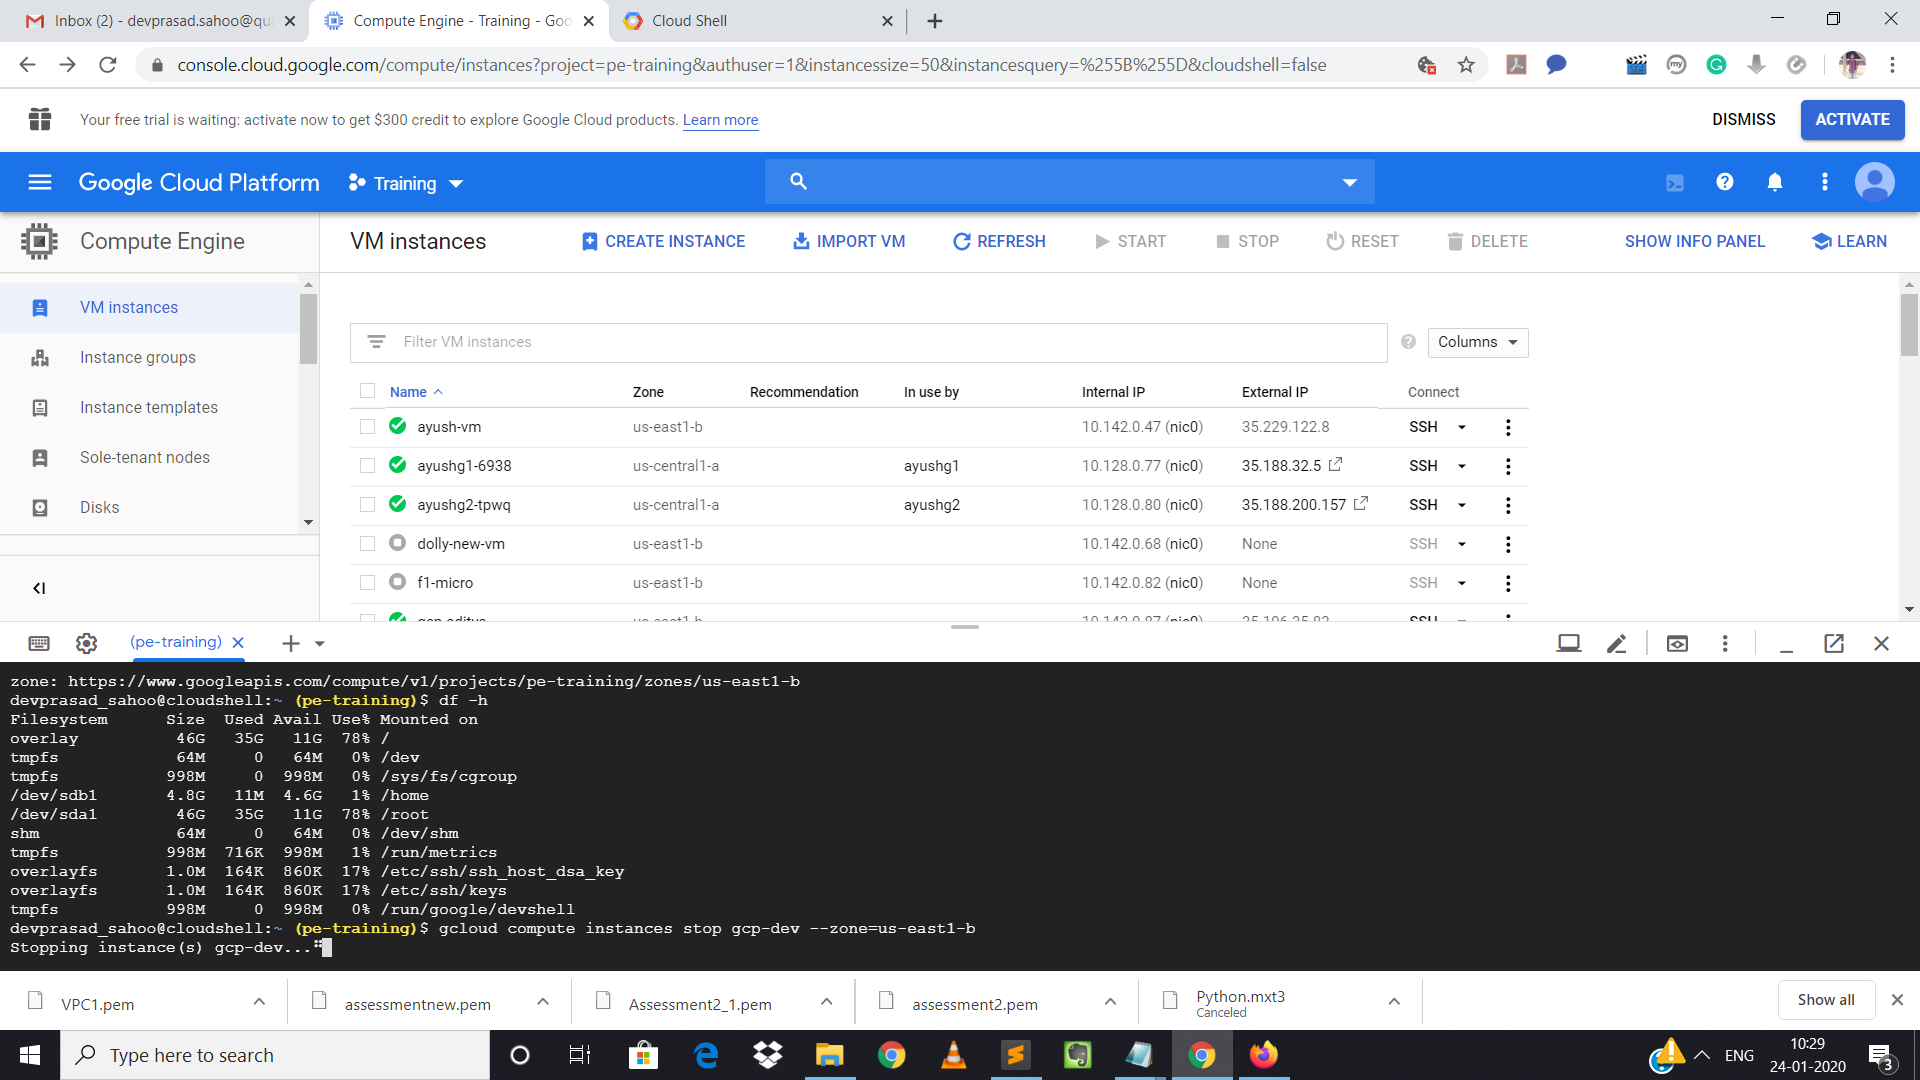 Inbox (2) - devprasad.sahoo@qu
Compute Engine - Training - Goo
Cloud Shell
console.cloud.google.com/compute/instances?project=pe-training&authuser=1&instancessize=50&instancesquery=%255B%255D&cloudshell=false
Your free trial is waiting: activate now to get $300 credit to explore Google Cloud products. Learn more
DISMISS
ACTIVATE
Google Cloud Platform
Training
Compute Engine
VM instances
CREATE INSTANCE
IMPORT VM
REFRESH
START
STOP
RESET
DELETE
SHOW INFO PANEL
LEARN
VM instances
Instance groups
Instance templates
Sole-tenant nodes
Disks
Filter VM instances
Columns
Name Zone Recommendation In use by Internal IP External IP Connect
ayush-vm us-east1-b 10.142.0.47 (nic0) 35.229.122.8 SSH
ayushg1-6938 us-central1-a ayushg1 10.128.0.77 (nic0) 35.188.32.5 SSH
ayushg2-tpwq us-central1-a ayushg2 10.128.0.80 (nic0) 35.188.200.157 SSH
dolly-new-vm us-east1-b 10.142.0.68 (nic0) None SSH
f1-micro us-east1-b 10.142.0.82 (nic0) None SSH
(pe-training)
zone: https://www.googleapis.com/compute/v1/projects/pe-training/zones/us-east1-b
devprasad_sahoo@cloudshell:~ (pe-training)$ df -h
Filesystem Size Used Avail Use% Mounted on
overlay 46G 35G 11G 78% /
tmpfs 64M 0 64M 0% /dev
tmpfs 998M 0 998M 0% /sys/fs/cgroup
/dev/sdb1 4.8G 11M 4.6G 1% /home
/dev/sda1 46G 35G 11G 78% /root
shm 64M 0 64M 0% /dev/shm
tmpfs 998M 716K 998M 1% /run/metrics
overlayfs 1.0M 164K 860K 17% /etc/ssh/ssh_host_dsa_key
overlayfs 1.0M 164K 860K 17% /etc/ssh/keys
tmpfs 998M 0 998M 0% /run/google/devshell
devprasad_sahoo@cloudshell:~ (pe-training)$ gcloud compute instances stop gcp-dev --zone=us-east1-b
Stopping instance(s) gcp-dev...
VPC1.pem
assessmentnew.pem
Assessment2_1.pem
assessment2.pem
Python.mxt3
Canceled
Show all
Type here to search
ENG
10:29
24-01-2020
3